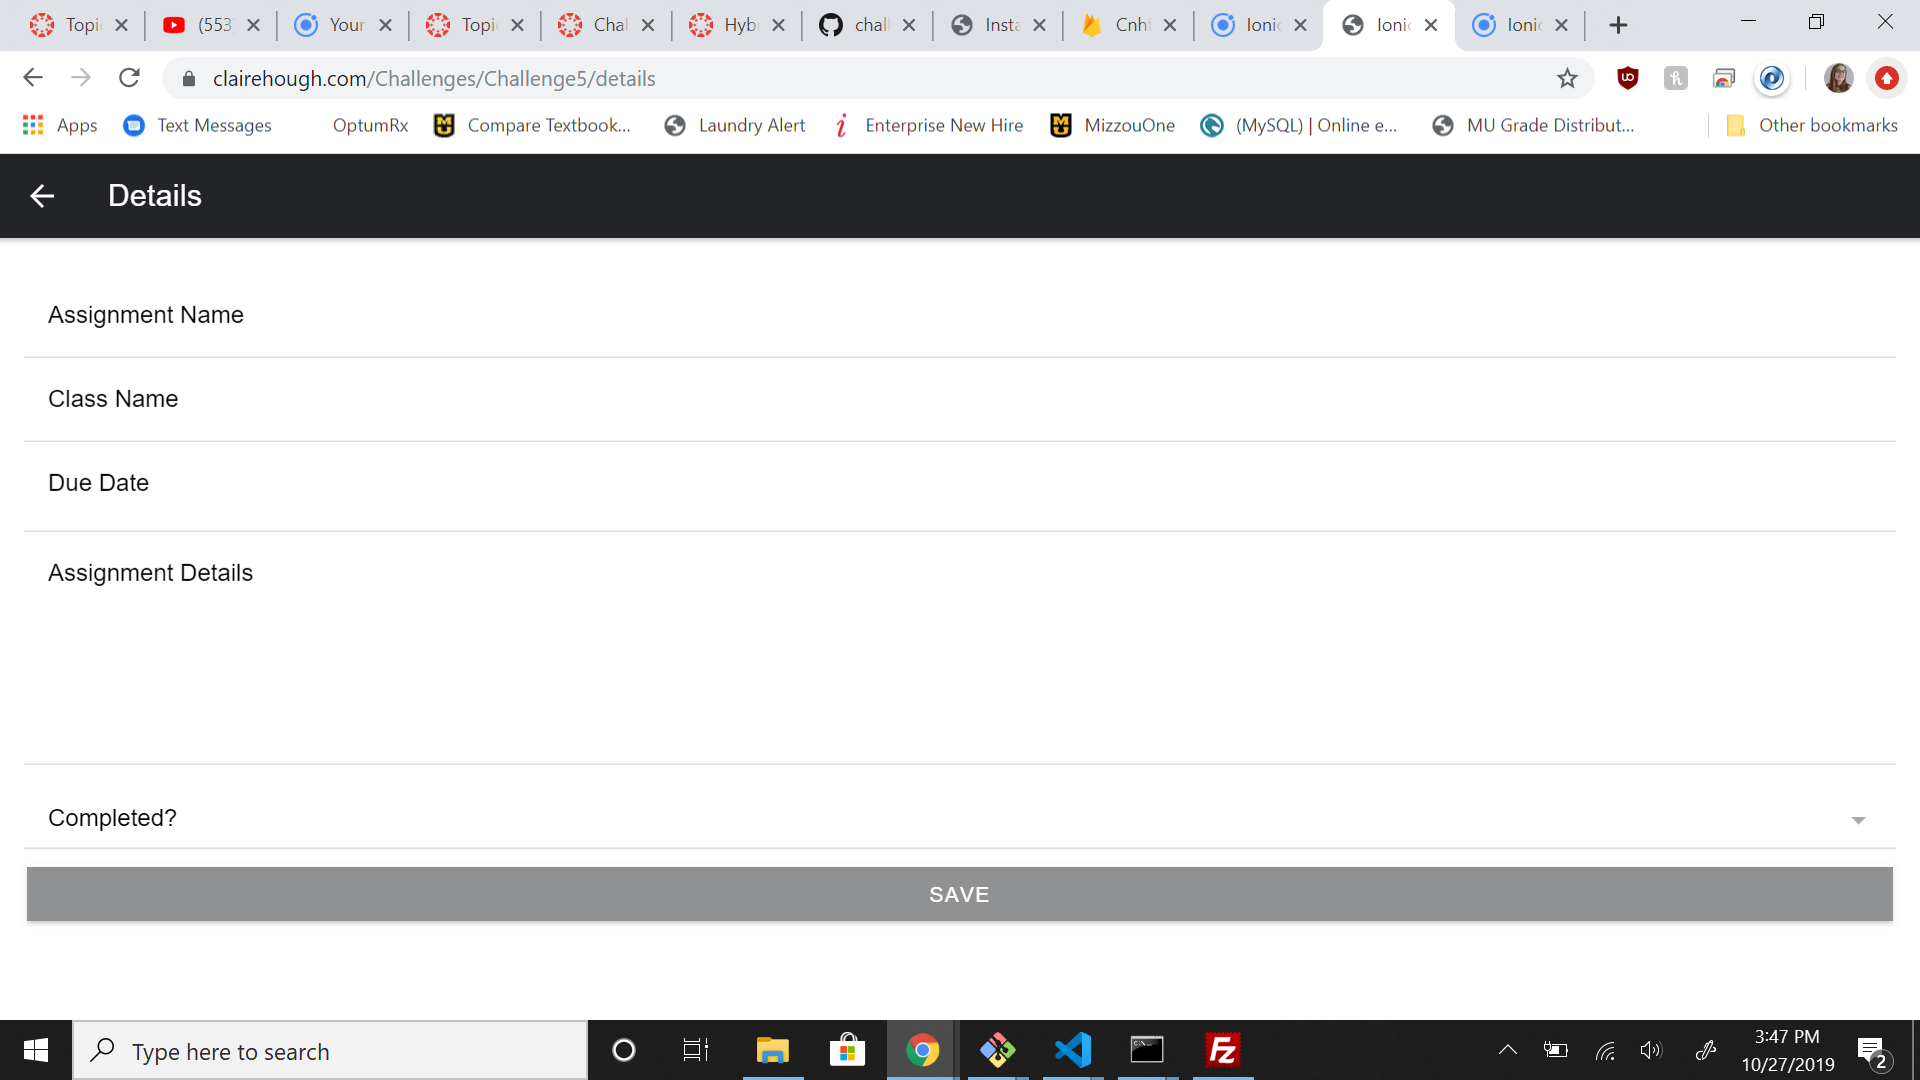 Topi (553 Your Topi Chal Hyb chall Insta Cnh Ionic Ionic Ionic
clairehough.com/Challenges/Challenge5/details
Apps Text Messages OptumRx Compare Textbook... Laundry Alert Enterprise New Hire MizzouOne (MySQL) | Online e... MU Grade Distribut... Other bookmarks
Details
Assignment Name
Class Name
Due Date
Assignment Details
Completed?
SAVE
Type here to search
3:47 PM
10/27/2019
2